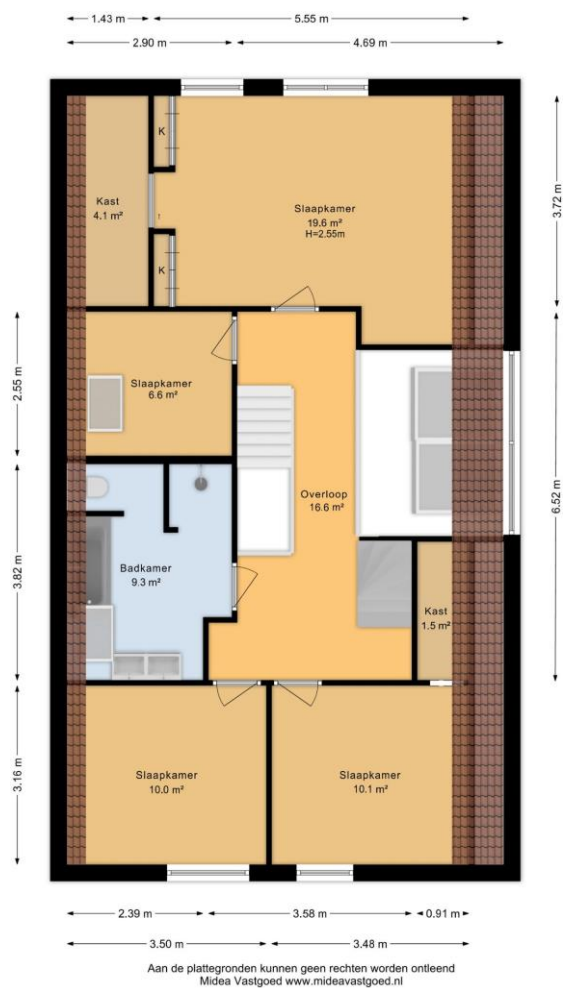 1.43 m
5.55 m
2.90 m
4.69 m
K
Slaapkamer
19.6 m²
H=2.55m
Kast
4.1 m²
3.72 m
K
Slaapkamer
6.6 m²
2.55 m
Overloop
16.6 m²
6.52 m
Badkamer
9.3 m²
3.82 m
Kast
1.5 m²
Slaapkamer
10.0 m²
Slaapkamer
10.1 m²
3.16 m
2.39 m
3.58 m
0.91 m
3.50 m
3.48 m
Aan de plattegronden kunnen geen rechten worden ontleend
Midea Vastgoed www.mideavastgoed.nl